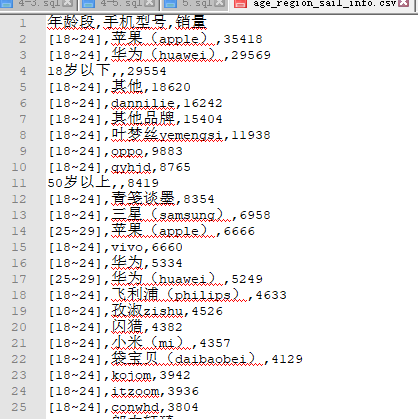 4-3.sql
4-5.sql
5.sql
age_region_sail_info.csv
1 年龄段,手机型号,销量
2 [18~24],苹果（apple）,35418
3 [18~24],华为（huawei）,29569
4 18岁以下,,29554
5 [18~24],其他,18620
6 [18~24],dannilie,16242
7 [18~24],其他品牌,15404
8 [18~24],叶梦丝yemengsi,11938
9 [18~24],oppo,9883
10 [18~24],gyhjd,8765
11 50岁以上,,8419
12 [18~24],青笺谈墨,8354
13 [18~24],三星（samsung）,6958
14 [25~29],苹果（apple）,6666
15 [18~24],vivo,6660
16 [18~24],华为,5334
17 [25~29],华为（huawei）,5249
18 [18~24],飞利浦（philips）,4633
19 [18~24],孜淑zishu,4526
20 [18~24],闪猎,4382
21 [18~24],小米（mi）,4357
22 [18~24],袋宝贝（daibaobei）,4129
23 [18~24],kojom,3942
24 [18~24],itzoom,3936
25 [18~24],conwhd,3804